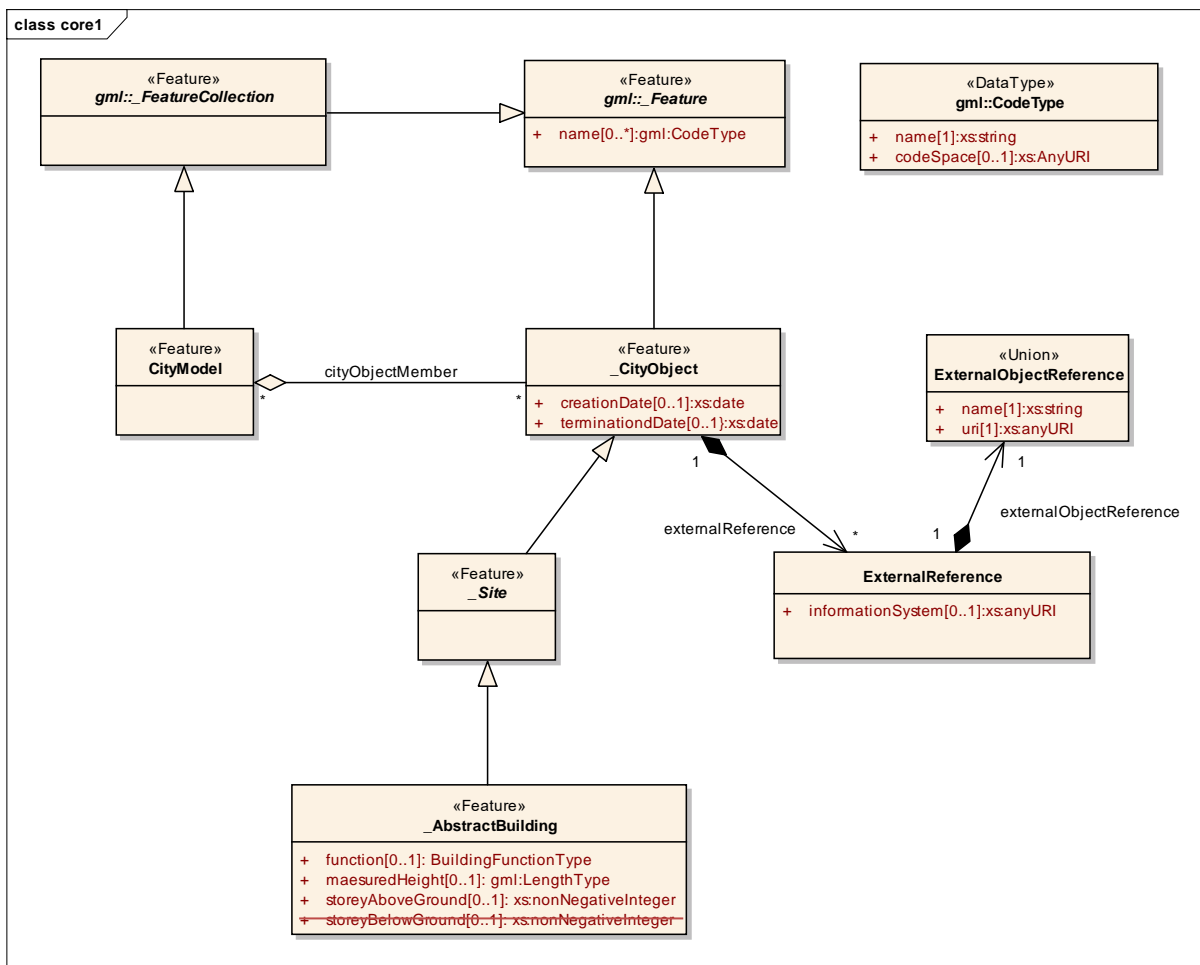 class core1
«Feature»
gml::_FeatureCollection
«Feature»
gml::_Feature
+ name[0..*]:gml:CodeType
«DataType»
gml::CodeType
+ name[1]:xs:string
+ codeSpace[0..1]:xs:AnyURI
«Feature»
CityModel
*
cityObjectMember
*
«Feature»
_CityObject
+ creationDate[0..1]:xs:date
+ terminationdDate[0..1}:xs:date
«Union»
ExternalObjectReference
+ name[1]:xs:string
+ uri[1]:xs:anyURI
1
externalReference
*
1
externalObjectReference
1
ExternalReference
+ informationSystem[0..1]:xs:anyURI
«Feature»
_Site
«Feature»
_AbstractBuilding
+ function[0..1]: BuildingFunctionType
+ maesuredHeight[0..1]: gml:LengthType
+ storeyAboveGround[0..1]: xs:nonNegativeInteger
+ storeyBelowGround[0..1]: xs:nonNegativeInteger